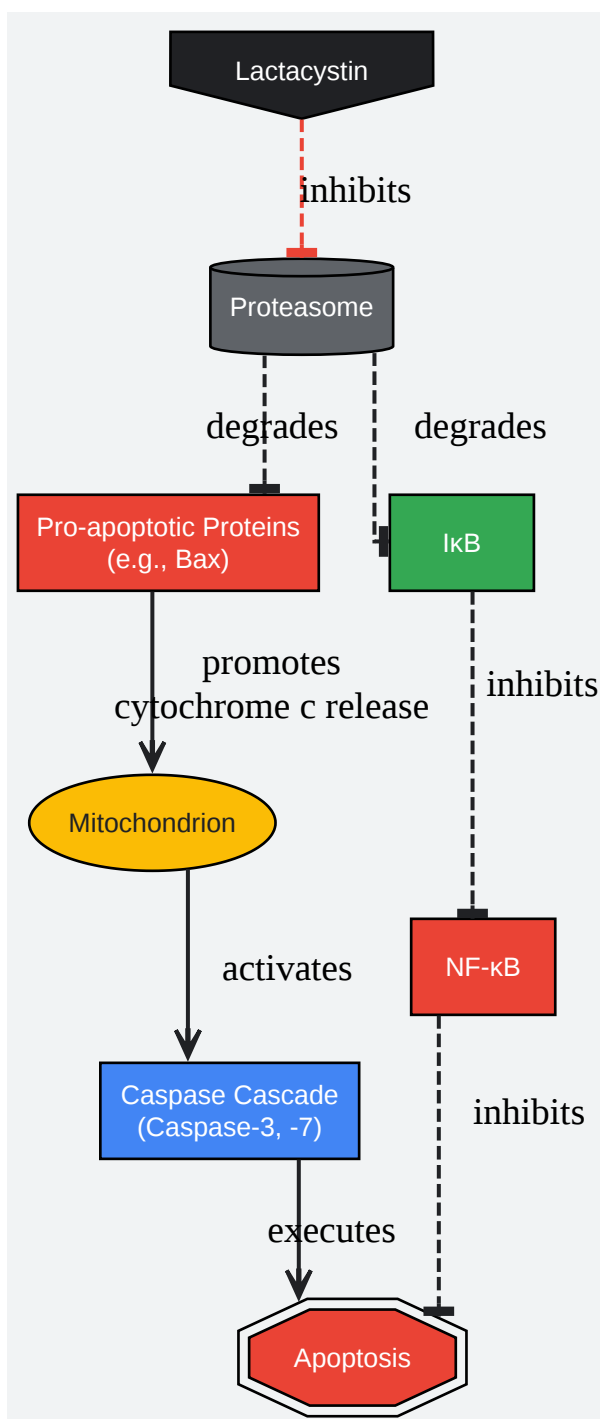 Lactacystin
inhibits
Proteasome
degrades
degrades
Pro-apoptotic Proteins
(e.g., Bax)
IκB
promotes
cytochrome c release
inhibits
Mitochondrion
activates
NF-κB
Caspase Cascade
(Caspase-3, -7)
inhibits
executes
Apoptosis